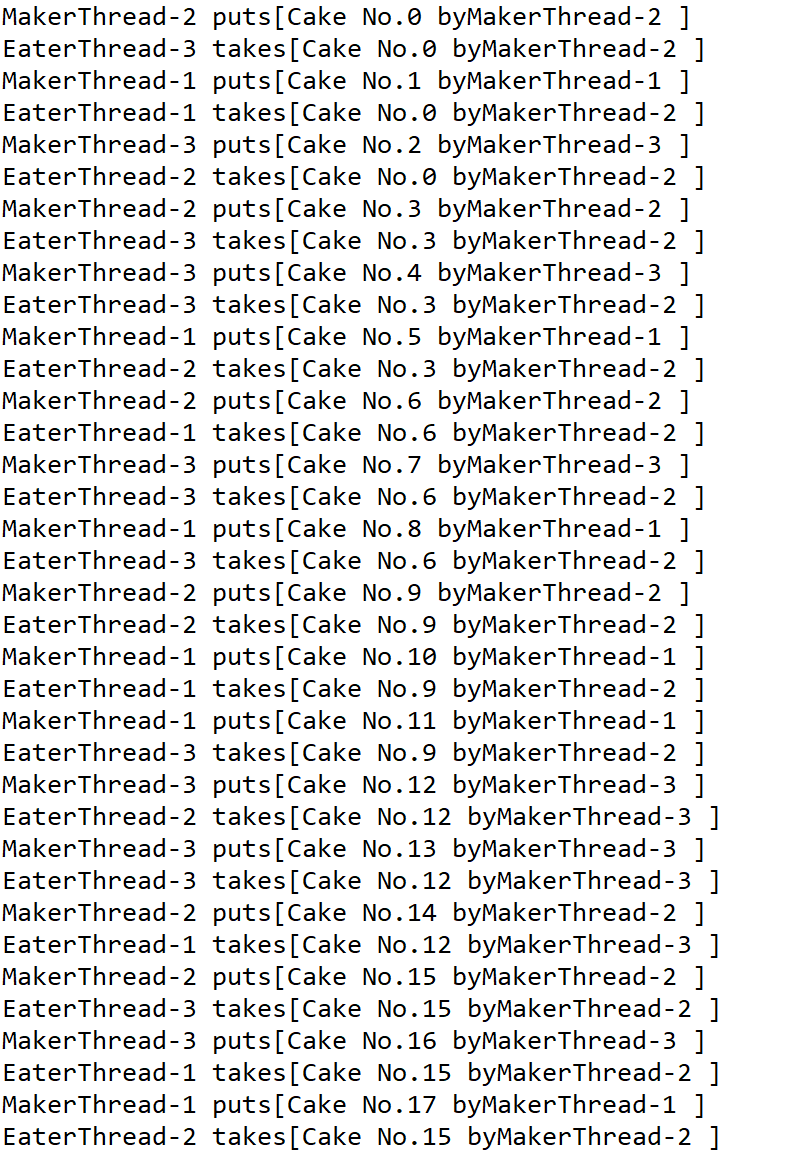 MakerThread-2 puts[Cake No.0 byMakerThread-2 ]
EaterThread-3 takes[Cake No.0 byMakerThread-2 ]
MakerThread-1 puts[Cake No.1 byMakerThread-1 ]
EaterThread-1 takes[Cake No.0 byMakerThread-2 ]
MakerThread-3 puts[Cake No.2 byMakerThread-3 ]
EaterThread-2 takes[Cake No.0 byMakerThread-2 ]
MakerThread-2 puts[Cake No.3 byMakerThread-2 ]
EaterThread-3 takes[Cake No.3 byMakerThread-2 ]
MakerThread-3 puts[Cake No.4 byMakerThread-3 ]
EaterThread-3 takes[Cake No.3 byMakerThread-2 ]
MakerThread-1 puts[Cake No.5 byMakerThread-1 ]
EaterThread-2 takes[Cake No.3 byMakerThread-2 ]
MakerThread-2 puts[Cake No.6 byMakerThread-2 ]
EaterThread-1 takes[Cake No.6 byMakerThread-2 ]
MakerThread-3 puts[Cake No.7 byMakerThread-3 ]
EaterThread-3 takes[Cake No.6 byMakerThread-2 ]
MakerThread-1 puts[Cake No.8 byMakerThread-1 ]
EaterThread-3 takes[Cake No.6 byMakerThread-2 ]
MakerThread-2 puts[Cake No.9 byMakerThread-2 ]
EaterThread-2 takes[Cake No.9 byMakerThread-2 ]
MakerThread-1 puts[Cake No.10 byMakerThread-1 ]
EaterThread-1 takes[Cake No.9 byMakerThread-2 ]
MakerThread-1 puts[Cake No.11 byMakerThread-1 ]
EaterThread-3 takes[Cake No.9 byMakerThread-2 ]
MakerThread-3 puts[Cake No.12 byMakerThread-3 ]
EaterThread-2 takes[Cake No.12 byMakerThread-3 ]
MakerThread-3 puts[Cake No.13 byMakerThread-3 ]
EaterThread-3 takes[Cake No.12 byMakerThread-3 ]
MakerThread-2 puts[Cake No.14 byMakerThread-2 ]
EaterThread-1 takes[Cake No.12 byMakerThread-3 ]
MakerThread-2 puts[Cake No.15 byMakerThread-2 ]
EaterThread-3 takes[Cake No.15 byMakerThread-2 ]
MakerThread-3 puts[Cake No.16 byMakerThread-3 ]
EaterThread-1 takes[Cake No.15 byMakerThread-2 ]
MakerThread-1 puts[Cake No.17 byMakerThread-1 ]
EaterThread-2 takes[Cake No.15 byMakerThread-2 ]